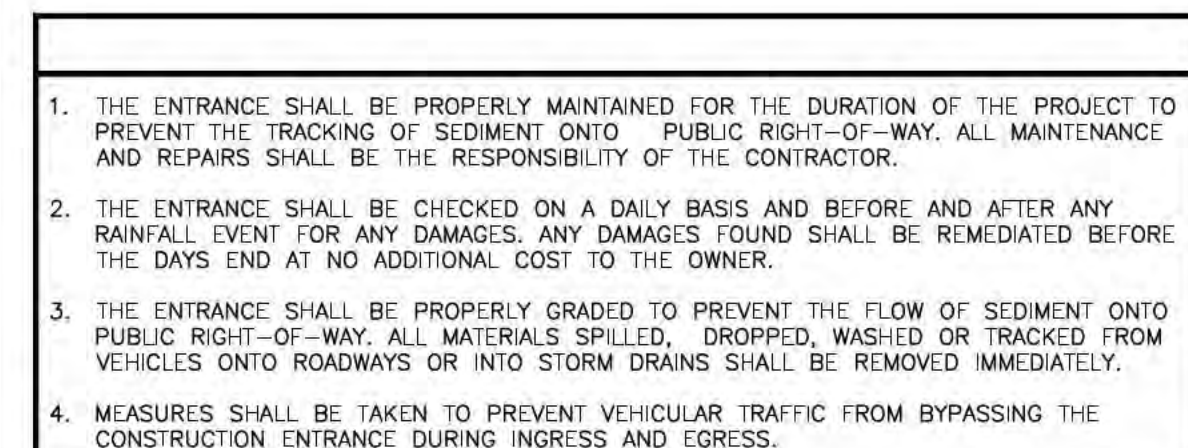 1. THE ENTRANCE SHALL BE PROPERLY MAINTAINED FOR THE DURATION OF THE PROJECT TO
PREVENT THE TRACKING OF SEDIMENT ONTO PUBLIC RIGHT-OF-WAY. ALL MAINTENANCE
AND REPAIRS SHALL BE THE RESPONSIBILITY OF THE CONTRACTOR.
2. THE ENTRANCE SHALL BE CHECKED ON A DAILY BASIS AND BEFORE AND AFTER ANY
RAINFALL EVENT FOR ANY DAMAGES. ANY DAMAGES FOUND SHALL BE REMEDIATED BEFORE
THE DAYS END AT NO ADDITIONAL COST TO THE OWNER.
3. THE ENTRANCE SHALL BE PROPERLY GRADED TO PREVENT THE FLOW OF SEDIMENT ONTO
PUBLIC RIGHT-OF-WAY. ALL MATERIALS SPILLED, DROPPED, WASHED OR TRACKED FROM
VEHICLES ONTO ROADWAYS OR INTO STORM DRAINS SHALL BE REMOVED IMMEDIATELY.
4. MEASURES SHALL BE TAKEN TO PREVENT VEHICULAR TRAFFIC FROM BYPASSING THE
CONSTRUCTION ENTRANCE DURING INGRESS AND EGRESS.